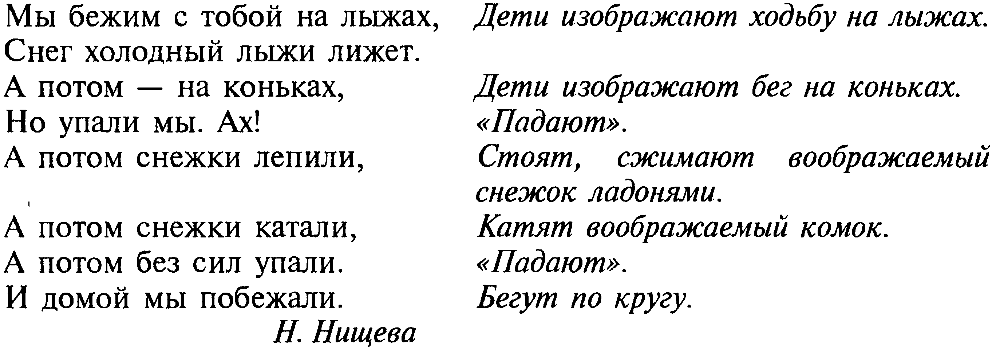 Мы бежим с тобой на лыжах, Дети изображают ходьбу на лыжах.
Снег холодный лыжи лижет.
А потом — на коньках, Дети изображают бег на коньках.
Но упали мы. Ах! «Падают».
А потом снежки лепили, Стоят, сжимают воображаемый
снежок ладонями.
А потом снежки катали, Катят воображаемый комок.
А потом без сил упали. «Падают».
И домой мы побежали. Бегут по кругу.
Н. Нищева